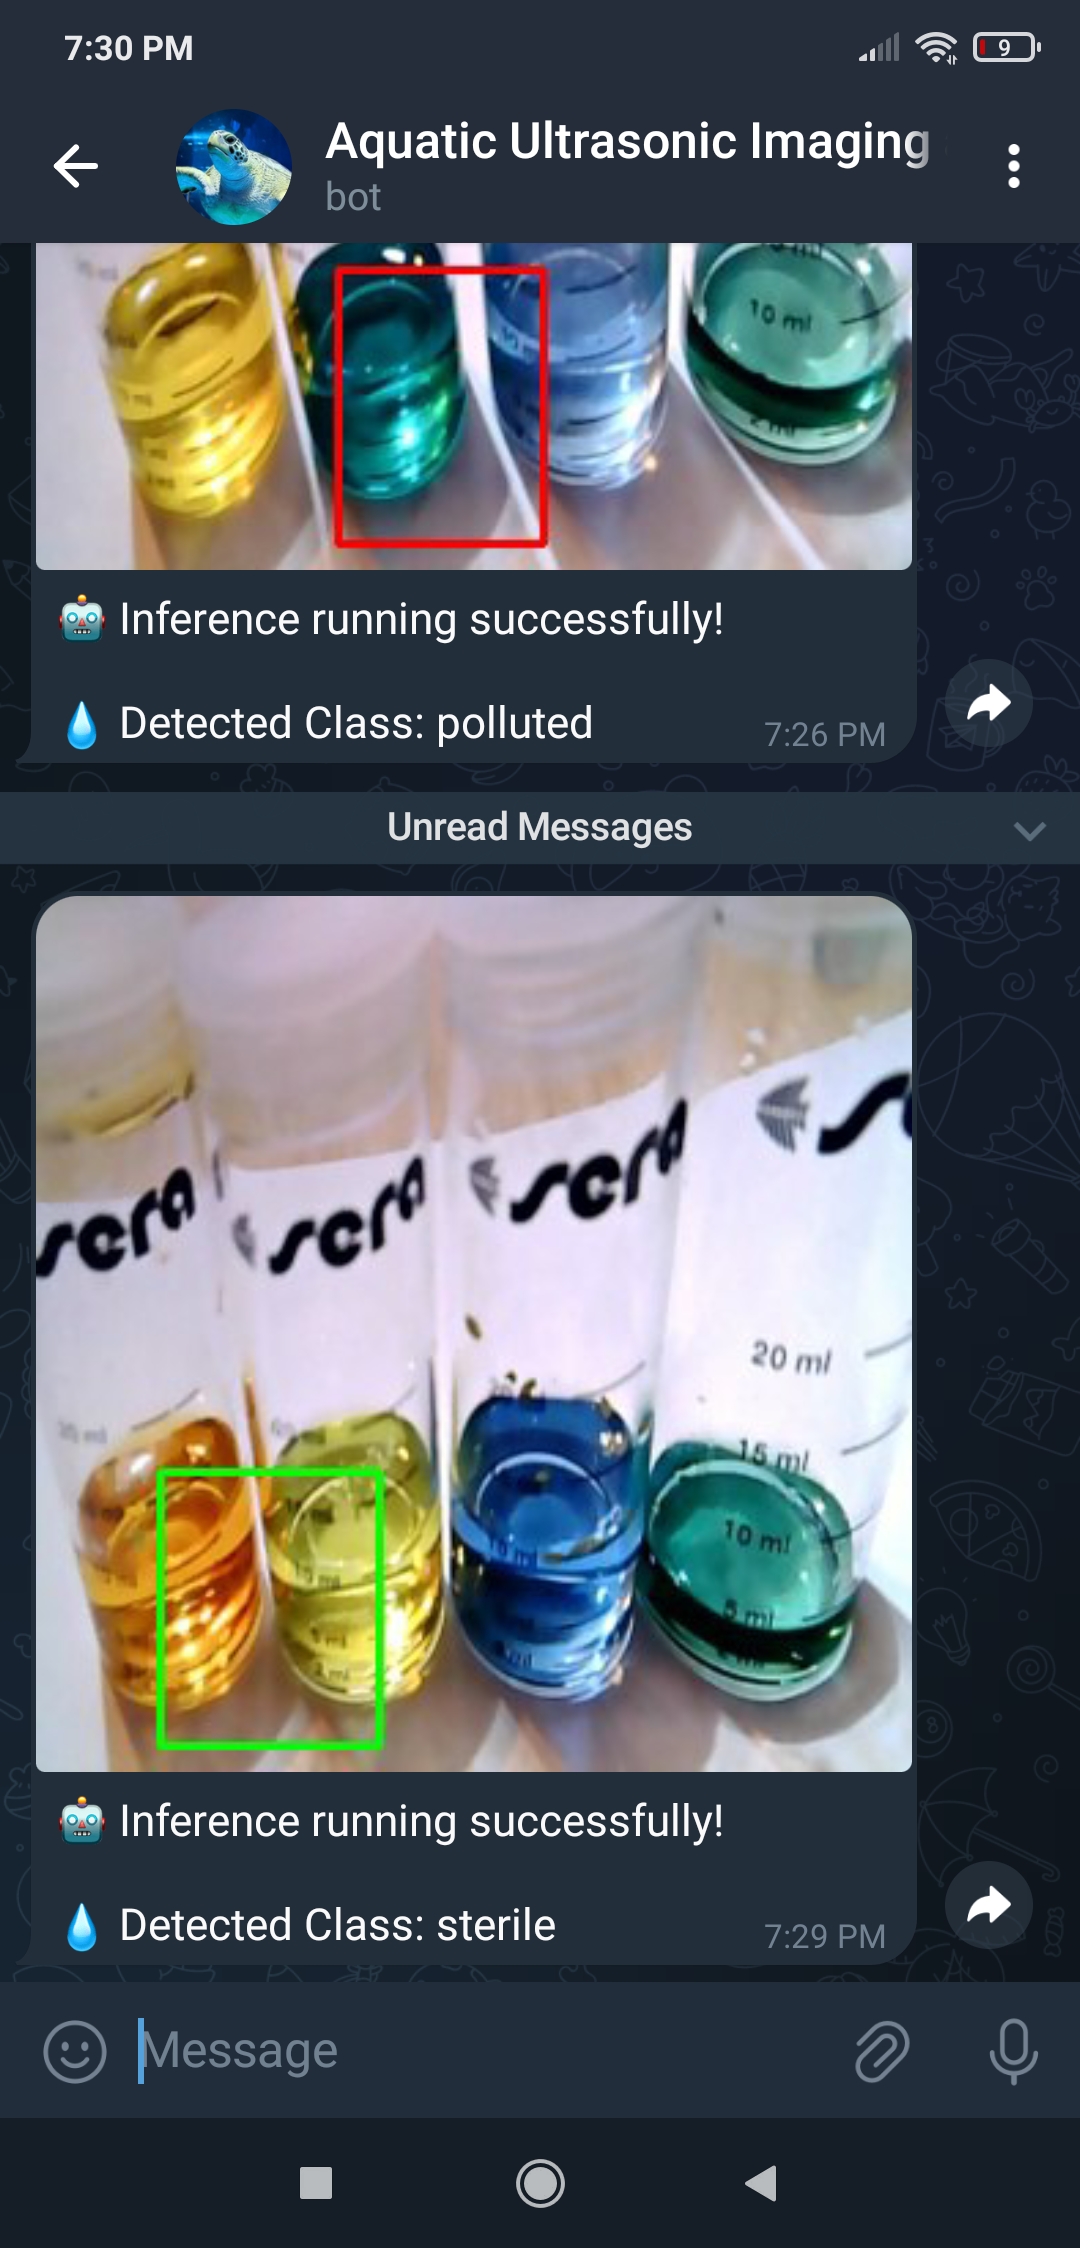 7:30 PM
9
Aquatic Ultrasonic Imaging
bot
10 ml
2 ml
🤖 Inference running successfully!
💧 Detected Class: polluted
7:26 PM
Unread Messages
sera
sera
sera
20 ml
15 ml
10 ml
5 ml
🤖 Inference running successfully!
💧 Detected Class: sterile
7:29 PM
Message